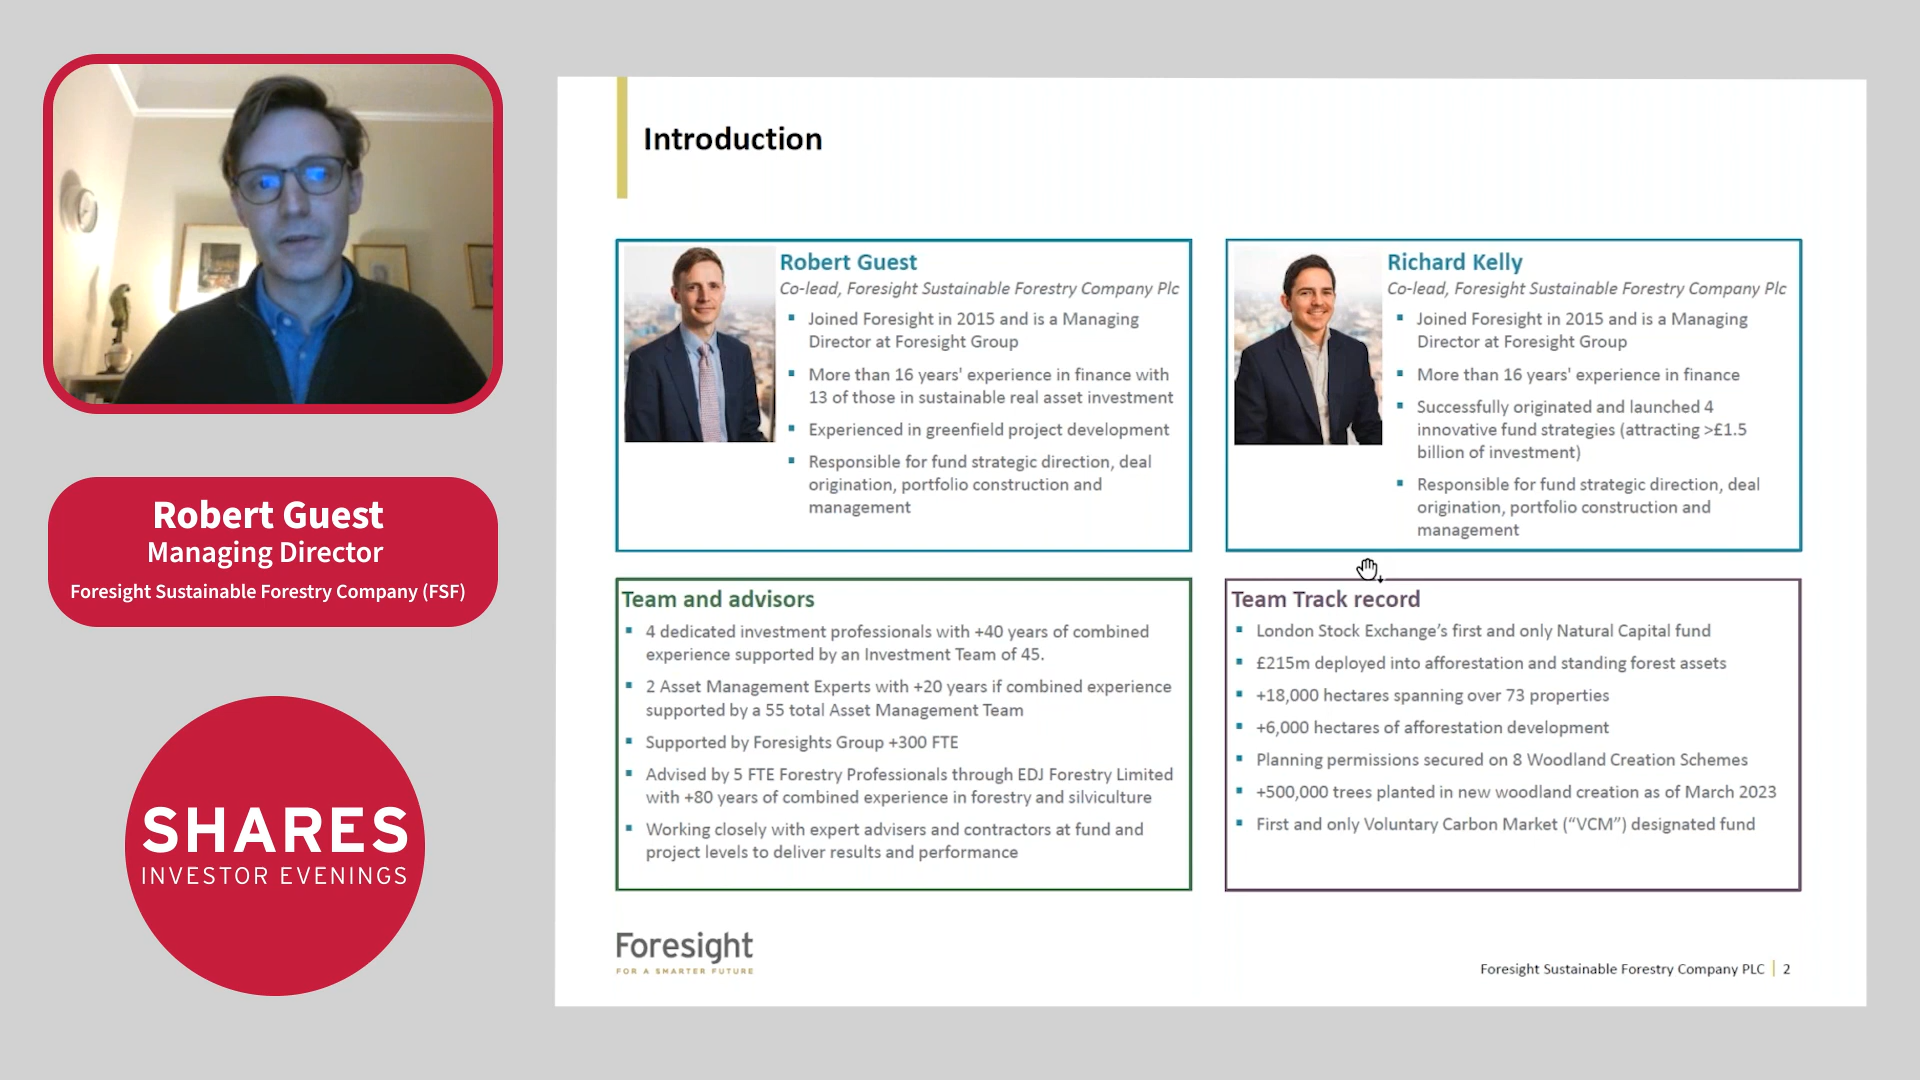 Robert Guest
Managing Director
Foresight Sustainable Forestry Company (FSF)
SHARES
INVESTOR EVENINGS
Introduction
Robert Guest
Co-lead, Foresight Sustainable Forestry Company Plc
Joined Foresight in 2015 and is a Managing
Director at Foresight Group
More than 16 years' experience in finance with
13 of those in sustainable real asset investment
Experienced in greenfield project development
Responsible for fund strategic direction, deal
origination, portfolio construction and
management
Richard Kelly
Co-lead, Foresight Sustainable Forestry Company Plc
Joined Foresight in 2015 and is a Managing
Director at Foresight Group
More than 16 years' experience in finance
Successfully originated and launched 4
innovative fund strategies (attracting >£1.5
billion of investment)
Responsible for fund strategic direction, deal
origination, portfolio construction and
management
Team and advisors
4 dedicated investment professionals with +40 years of combined
experience supported by an Investment Team of 45.
2 Asset Management Experts with +20 years if combined experience
supported by a 55 total Asset Management Team
Supported by Foresights Group +300 FTE
Advised by 5 FTE Forestry Professionals through EDJ Forestry Limited
with +80 years of combined experience in forestry and silviculture
Working closely with expert advisers and contractors at fund and
project levels to deliver results and performance
Team Track record
London Stock Exchange’s first and only Natural Capital fund
£215m deployed into afforestation and standing forest assets
+18,000 hectares spanning over 73 properties
+6,000 hectares of afforestation development
Planning permissions secured on 8 Woodland Creation Schemes
+500,000 trees planted in new woodland creation as of March 2023
First and only Voluntary Carbon Market (“VCM”) designated fund
Foresight
FOR A SMARTER FUTURE
Foresight Sustainable Forestry Company PLC | 2